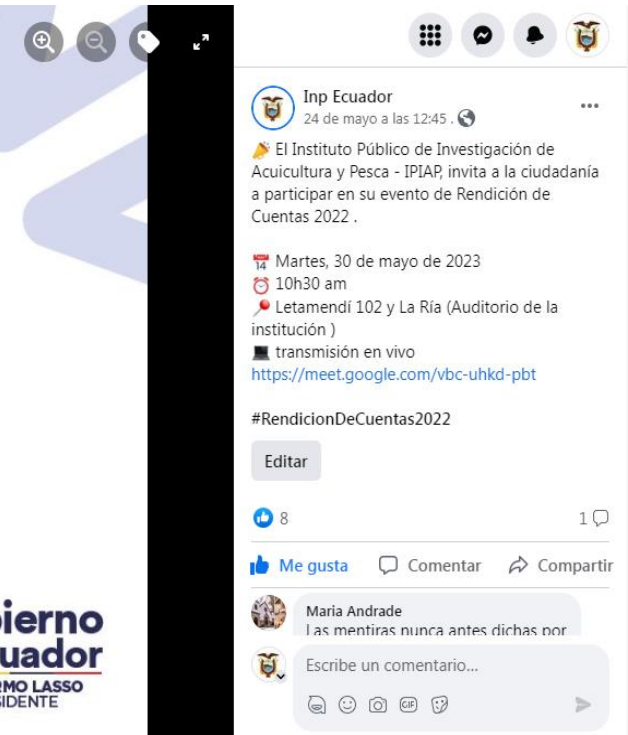 Inp Ecuador
24 de mayo a las 12:45 .
El Instituto Público de Investigación de
Acuicultura y Pesca - IPIAP, invita a la ciudadanía
a participar en su evento de Rendición de
Cuentas 2022 .
14 Martes, 30 de mayo de 2023
10h30 am
Letamendí 102 y La Ría (Auditorio de la
institución )
transmisión en vivo
https://meet.google.com/vbc-uhkd-pbt
#RendicionDeCuentas2022
Editar
8 1
Me gusta Comentar Compartir
Maria Andrade
Las mentiras nunca antes dichas por
Escribe un comentario...
GIF
bierno
uador
RMO LASSO
SIDENTE